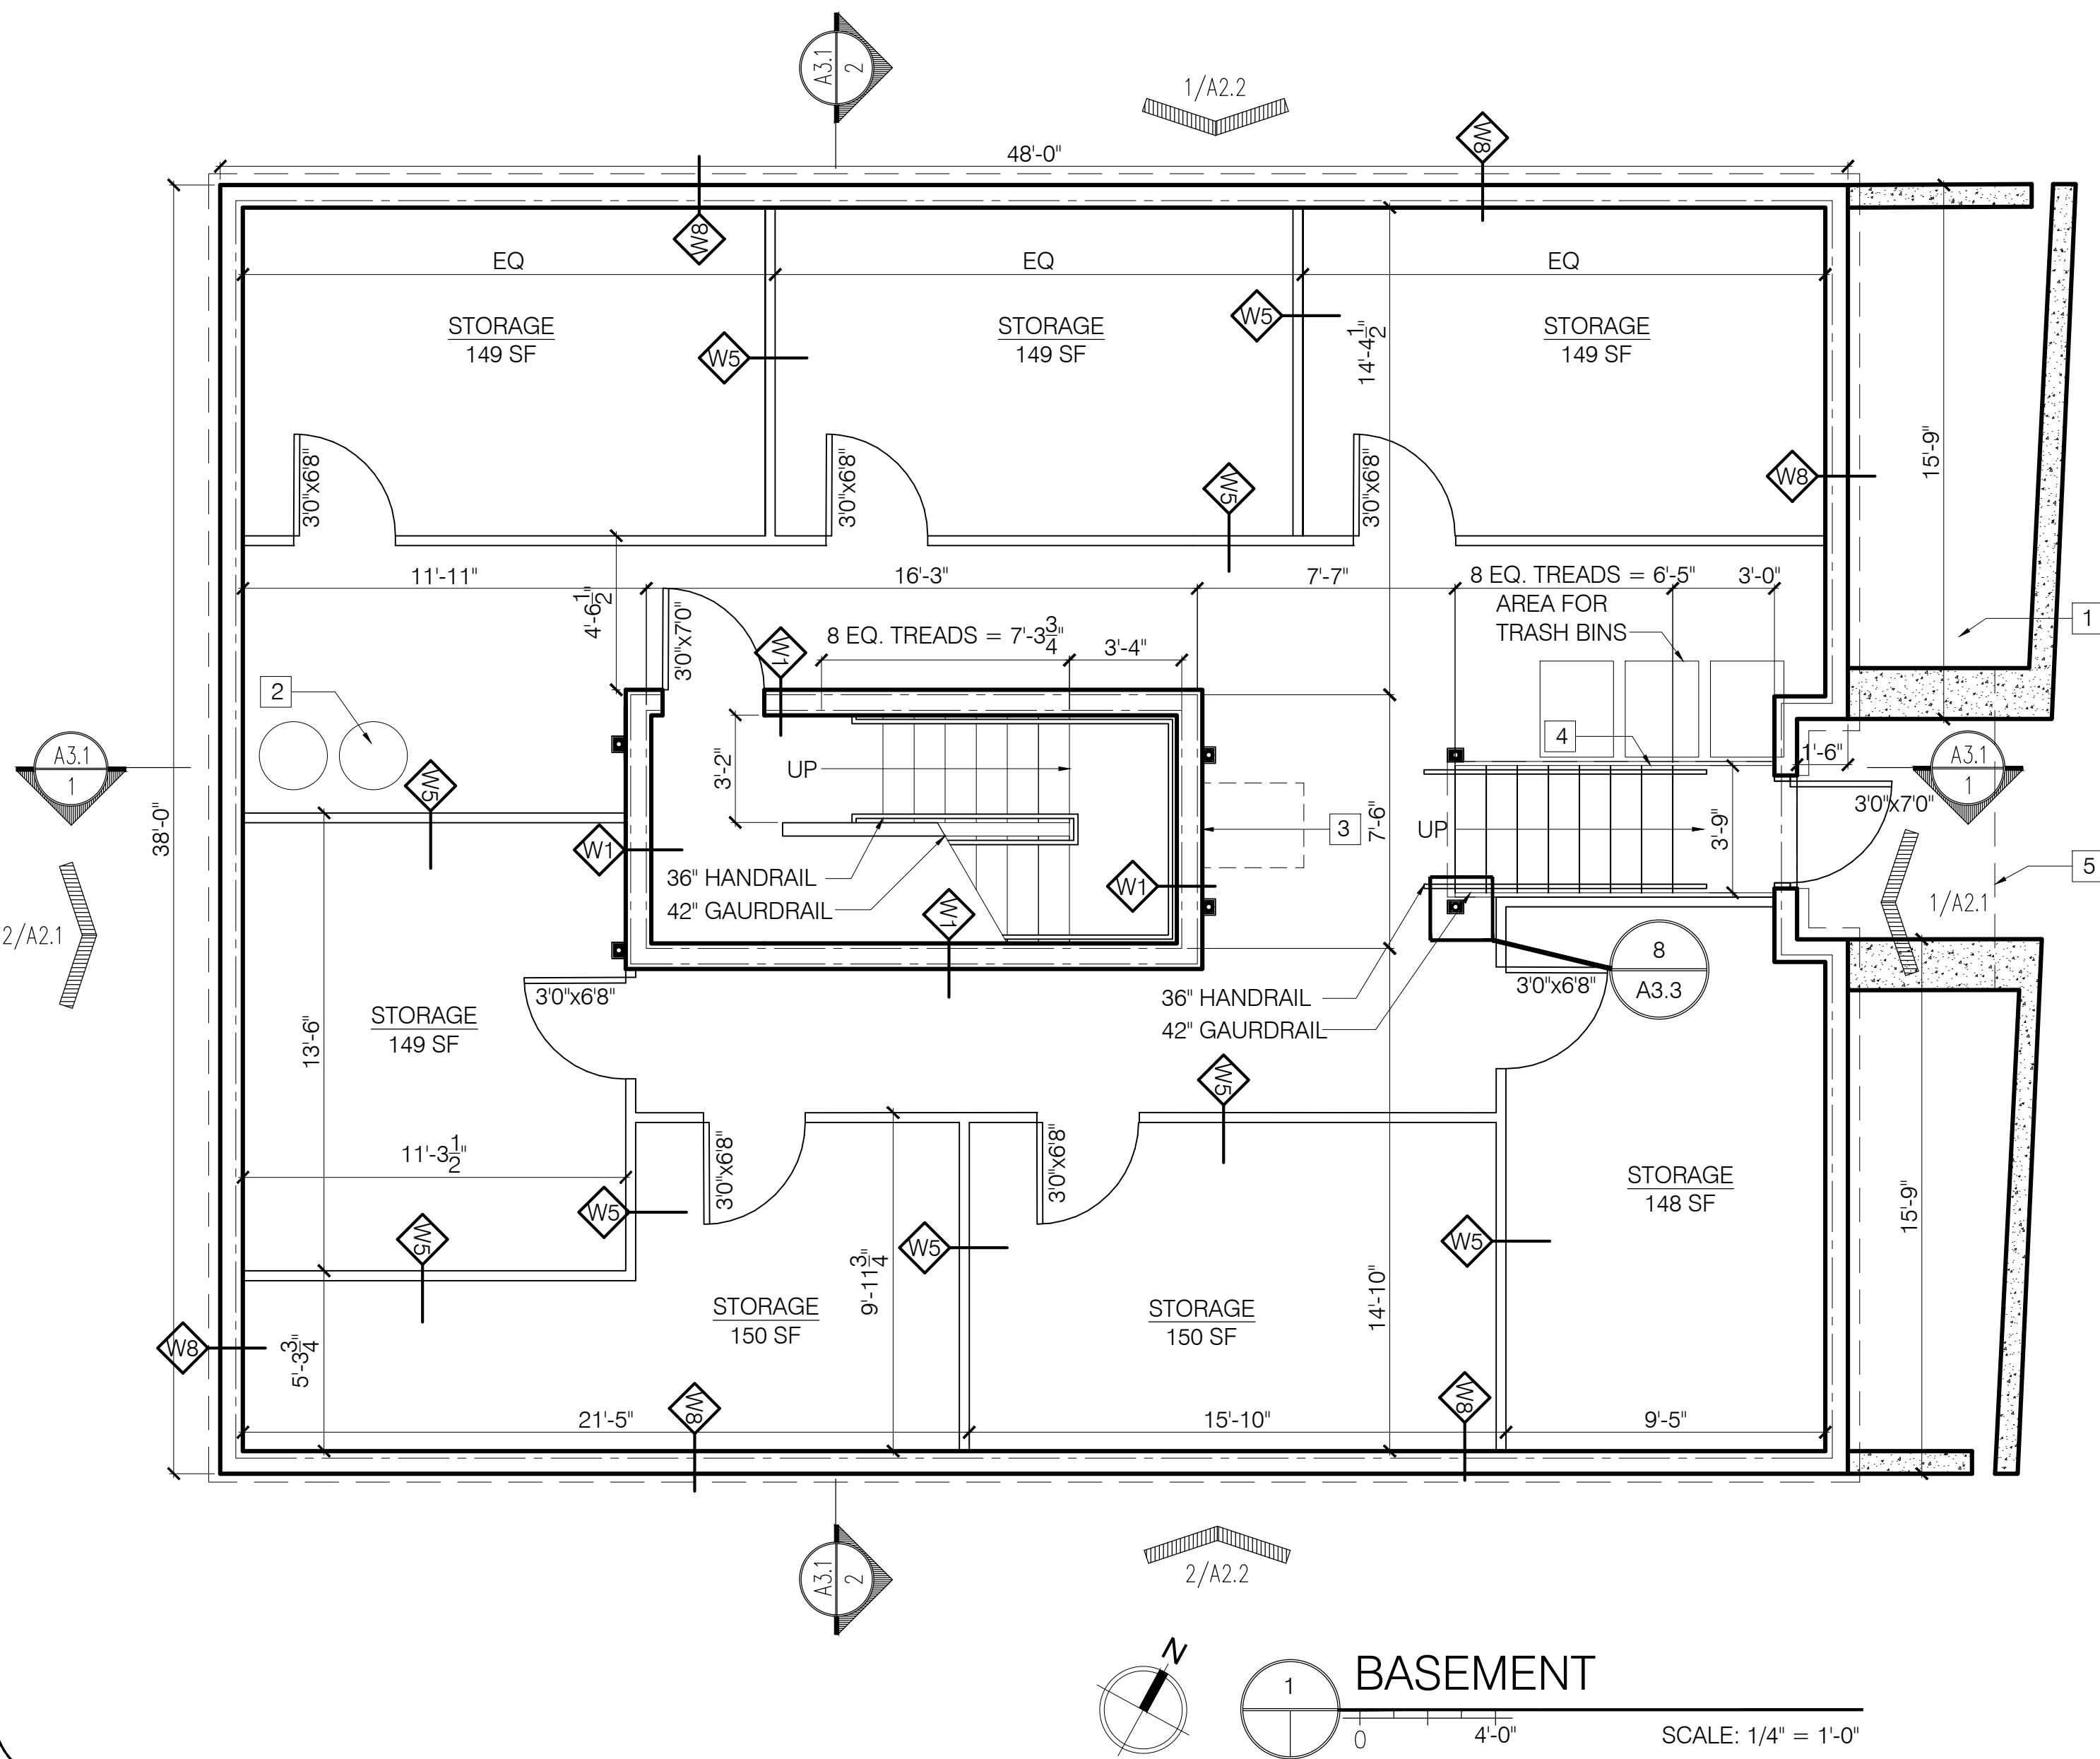 A3.1
2
1/A2.2
48'-0"
W8
W8
EQ
EQ
EQ
STORAGE
149 SF
STORAGE
149 SF
STORAGE
149 SF
W5
W5
14'-4 1/2"
15'-9"
3'0"x6'8"
3'0"x6'8"
3'0"x6'8"
W5
W8
11'-11"
16'-3"
7'-7"
8 EQ. TREADS = 6'-5"
3'-0"
4'-6 1/2"
3'0"x7'0"
AREA FOR
TRASH BINS
1
W1
8 EQ. TREADS = 7'-3 3/4"
3'-4"
2
4
1'-6"
A3.1
1
A3.1
1
38'-0"
W5
3'-2"
UP
3'0"x7'0"
W1
3
7'-6"
UP
3'-9"
5
36" HANDRAIL
42" GAURDRAIL
W1
W1
1/A2.1
2/A2.1
8
A3.3
3'0"x6'8"
3'0"x6'8"
36" HANDRAIL
42" GAURDRAIL
STORAGE
149 SF
13'-6"
W5
11'-3 1/2"
3'0"x6'8"
3'0"x6'8"
STORAGE
148 SF
15'-9"
W5
W5
W5
W5
9'-11 3/4"
14'-10"
STORAGE
150 SF
STORAGE
150 SF
W8
5'-3 3/4"
W8
W8
21'-5"
15'-10"
9'-5"
A3.1
2
2/A2.2
N
1
BASEMENT
0
4'-0"
SCALE: 1/4" = 1'-0"